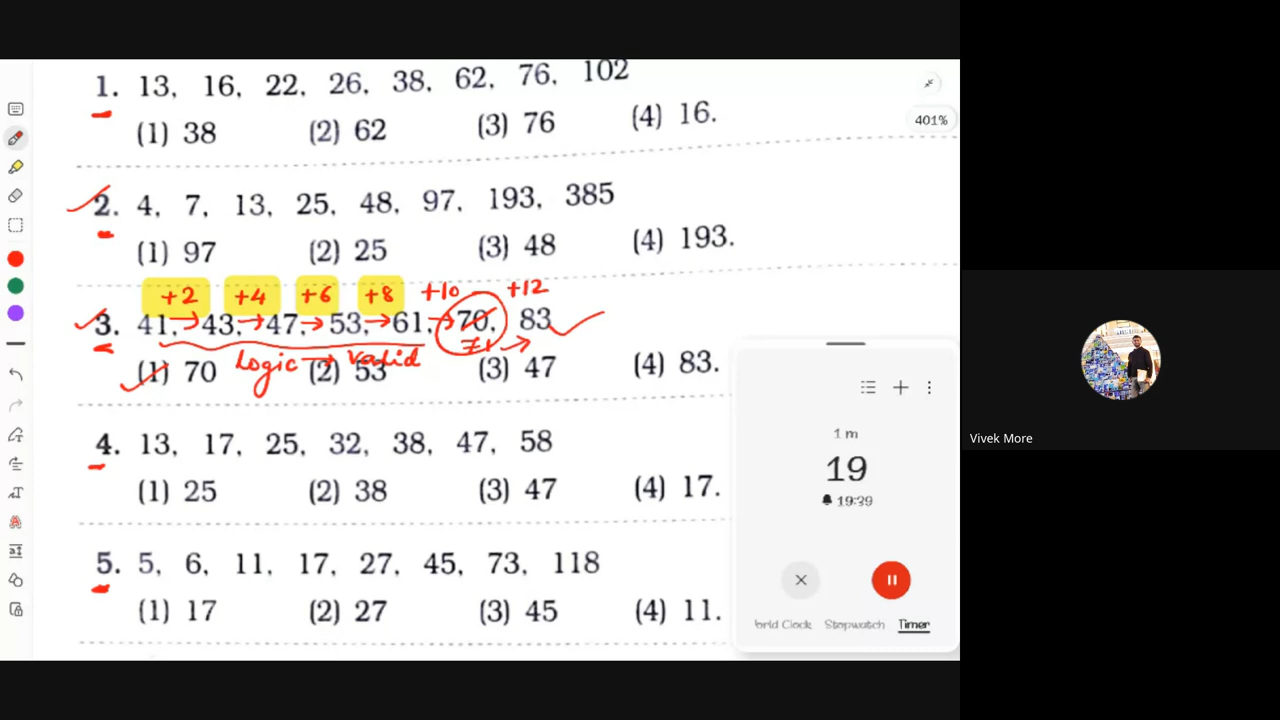 1. 13, 16, 22, 26, 38, 62, 76, 102
(1) 38 (2) 62 (3) 76 (4) 16.
401%
2. 4, 7, 13, 25, 48, 97, 193, 385
(1) 97 (2) 25 (3) 48 (4) 193.
+2 +4 +6 +8 +10 +12
3. 41, 43, 47, 53, 61, 70, 83
71
Logic → valid
(1) 70 (2) 53 (3) 47 (4) 83.
4. 13, 17, 25, 32, 38, 47, 58
(1) 25 (2) 38 (3) 47 (4) 17.
5. 5, 6, 11, 17, 27, 45, 73, 118
(1) 17 (2) 27 (3) 45 (4) 11.
1 m
19
19:39
orld Clock Stopwatch Timer
Vivek More